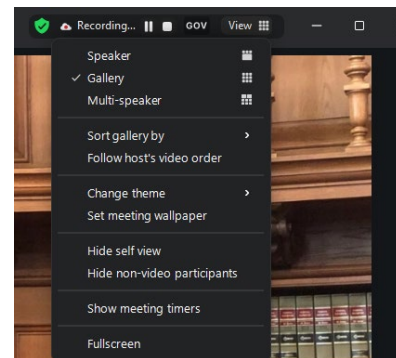 Recording... GOV View
Speaker
Gallery
Multi-speaker
Sort gallery by
Follow host's video order
Change theme
Set meeting wallpaper
Hide self view
Hide non-video participants
Show meeting timers
Fullscreen